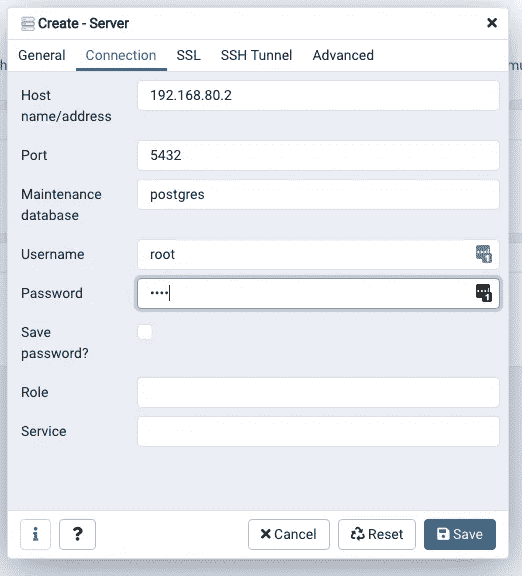 Create - Server
General Connection SSL SSH Tunnel Advanced
Host name/address 192.168.80.2
Port 5432
Maintenance database postgres
Username root
Password ••••
Save password?
Role
Service
i ? Cancel Reset Save